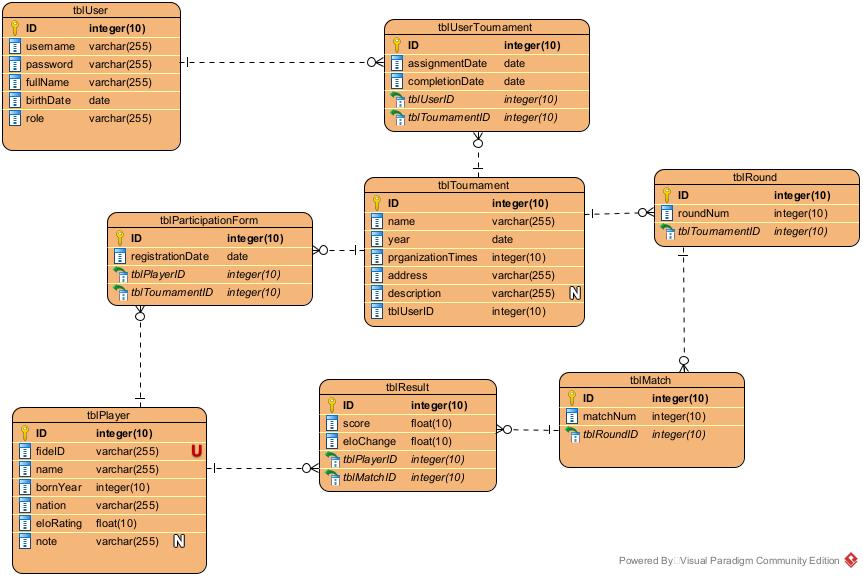 tblUser
ID integer(10)
username varchar(255)
password varchar(255)
fullName varchar(255)
birthDate date
role varchar(255)
tblUserTournament
ID integer(10)
assignmentDate date
completionDate date
tblUserID integer(10)
tblTournamentID integer(10)
tblTournament
ID integer(10)
name varchar(255)
year date
prganizationTimes integer(10)
address varchar(255)
description varchar(255) N
tblUserID integer(10)
tblRound
ID integer(10)
roundNum integer(10)
tblTournamentID integer(10)
tblParticipationForm
ID integer(10)
registrationDate date
tblPlayerID integer(10)
tblTournamentID integer(10)
tblPlayer
ID integer(10)
fideID varchar(255) U
name varchar(255)
bornYear integer(10)
nation varchar(255)
eloRating float(10)
note varchar(255) N
tblResult
ID integer(10)
score float(10)
eloChange float(10)
tblPlayerID integer(10)
tblMatchID integer(10)
tblMatch
ID integer(10)
matchNum integer(10)
tblRoundID integer(10)
Powered By Visual Paradigm Community Edition